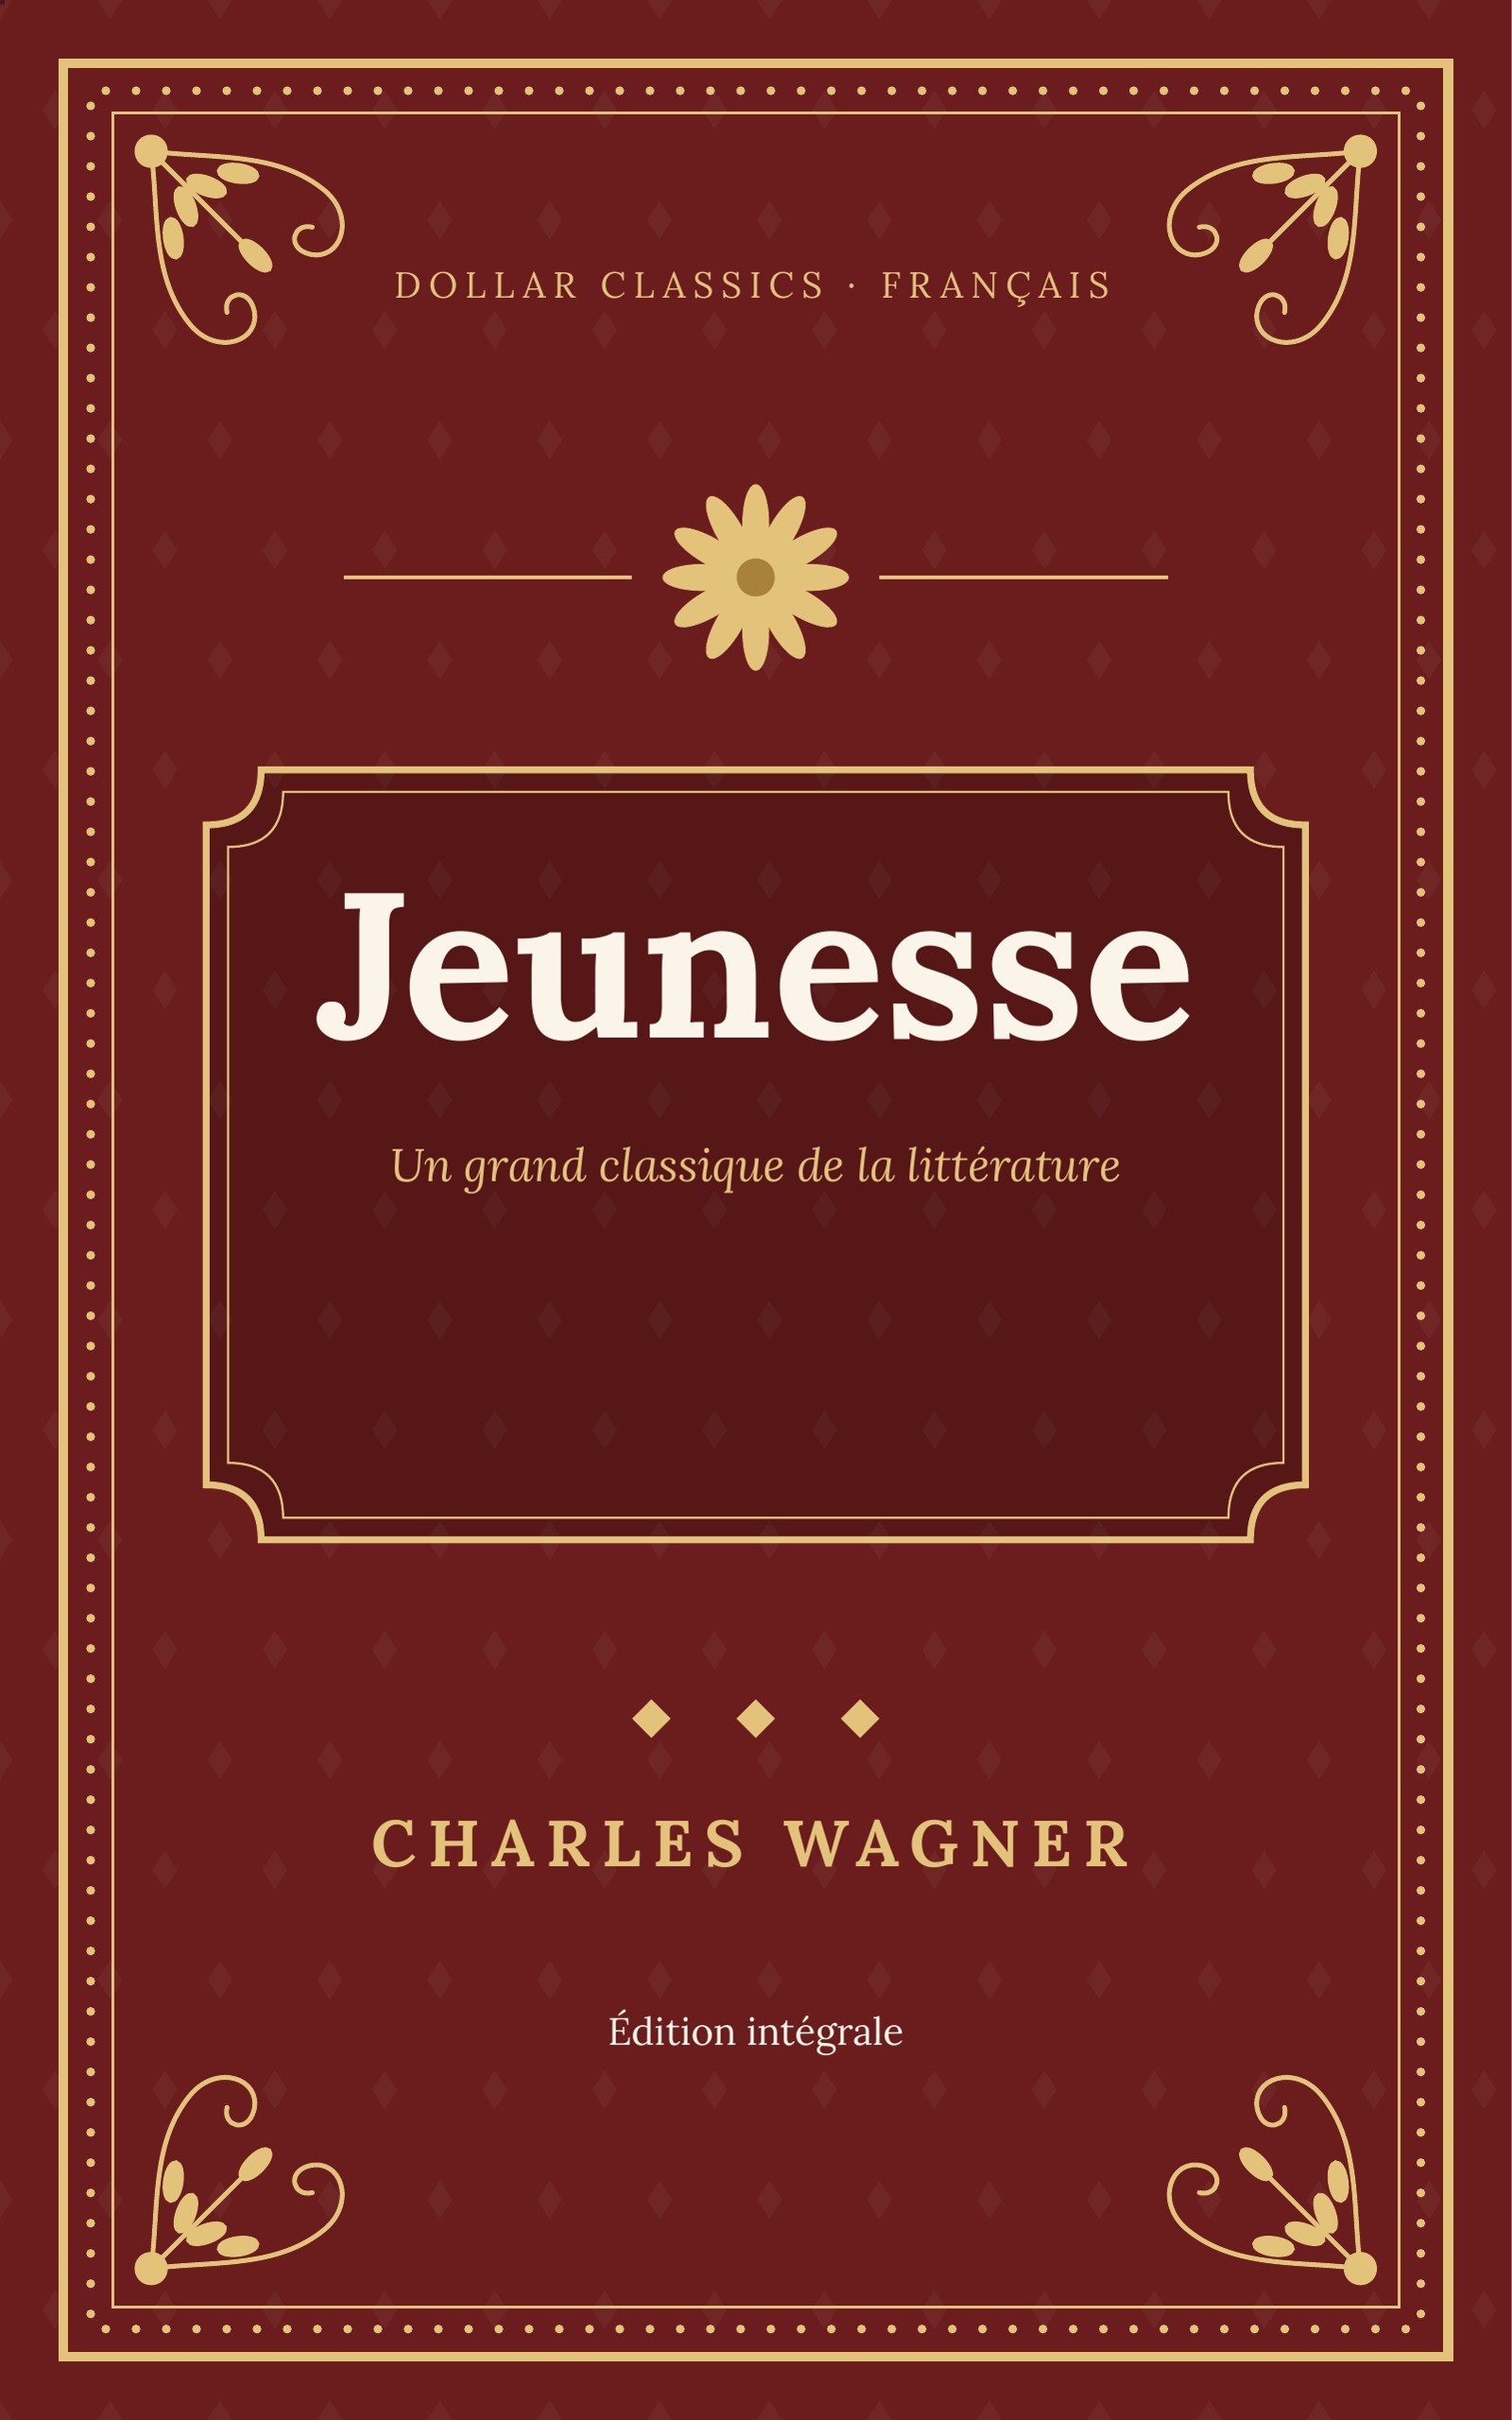 DOLLAR CLASSICS · FRANÇAIS
Jeunesse
Un grand classique de la littérature
CHARLES WAGNER
Édition intégrale